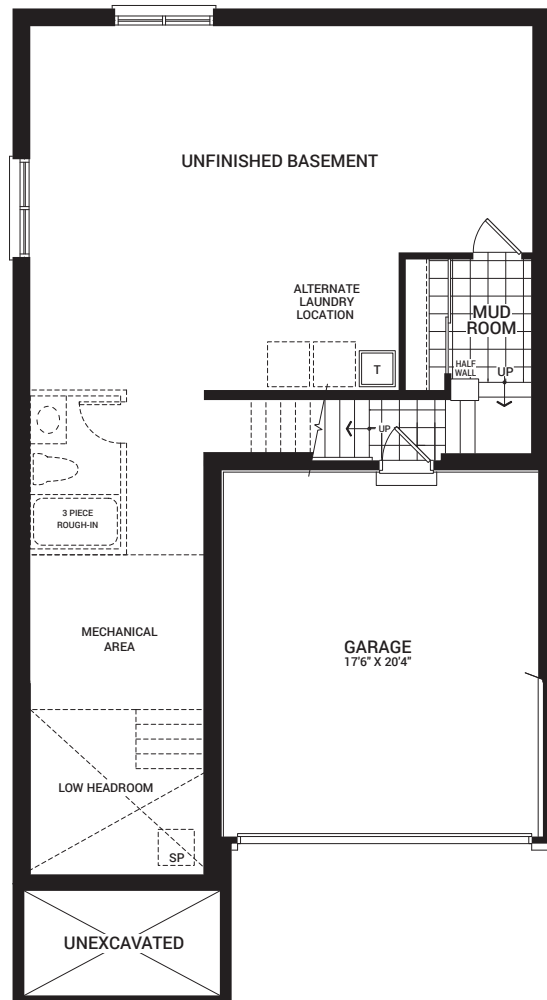 UNFINISHED BASEMENT
ALTERNATE
LAUNDRY
LOCATION
MUD
ROOM
HALF
WALL
UP
T
UP
3 PIECE
ROUGH-IN
MECHANICAL
AREA
GARAGE
17'6" X 20'4"
LOW HEADROOM
SP
UNEXCAVATED